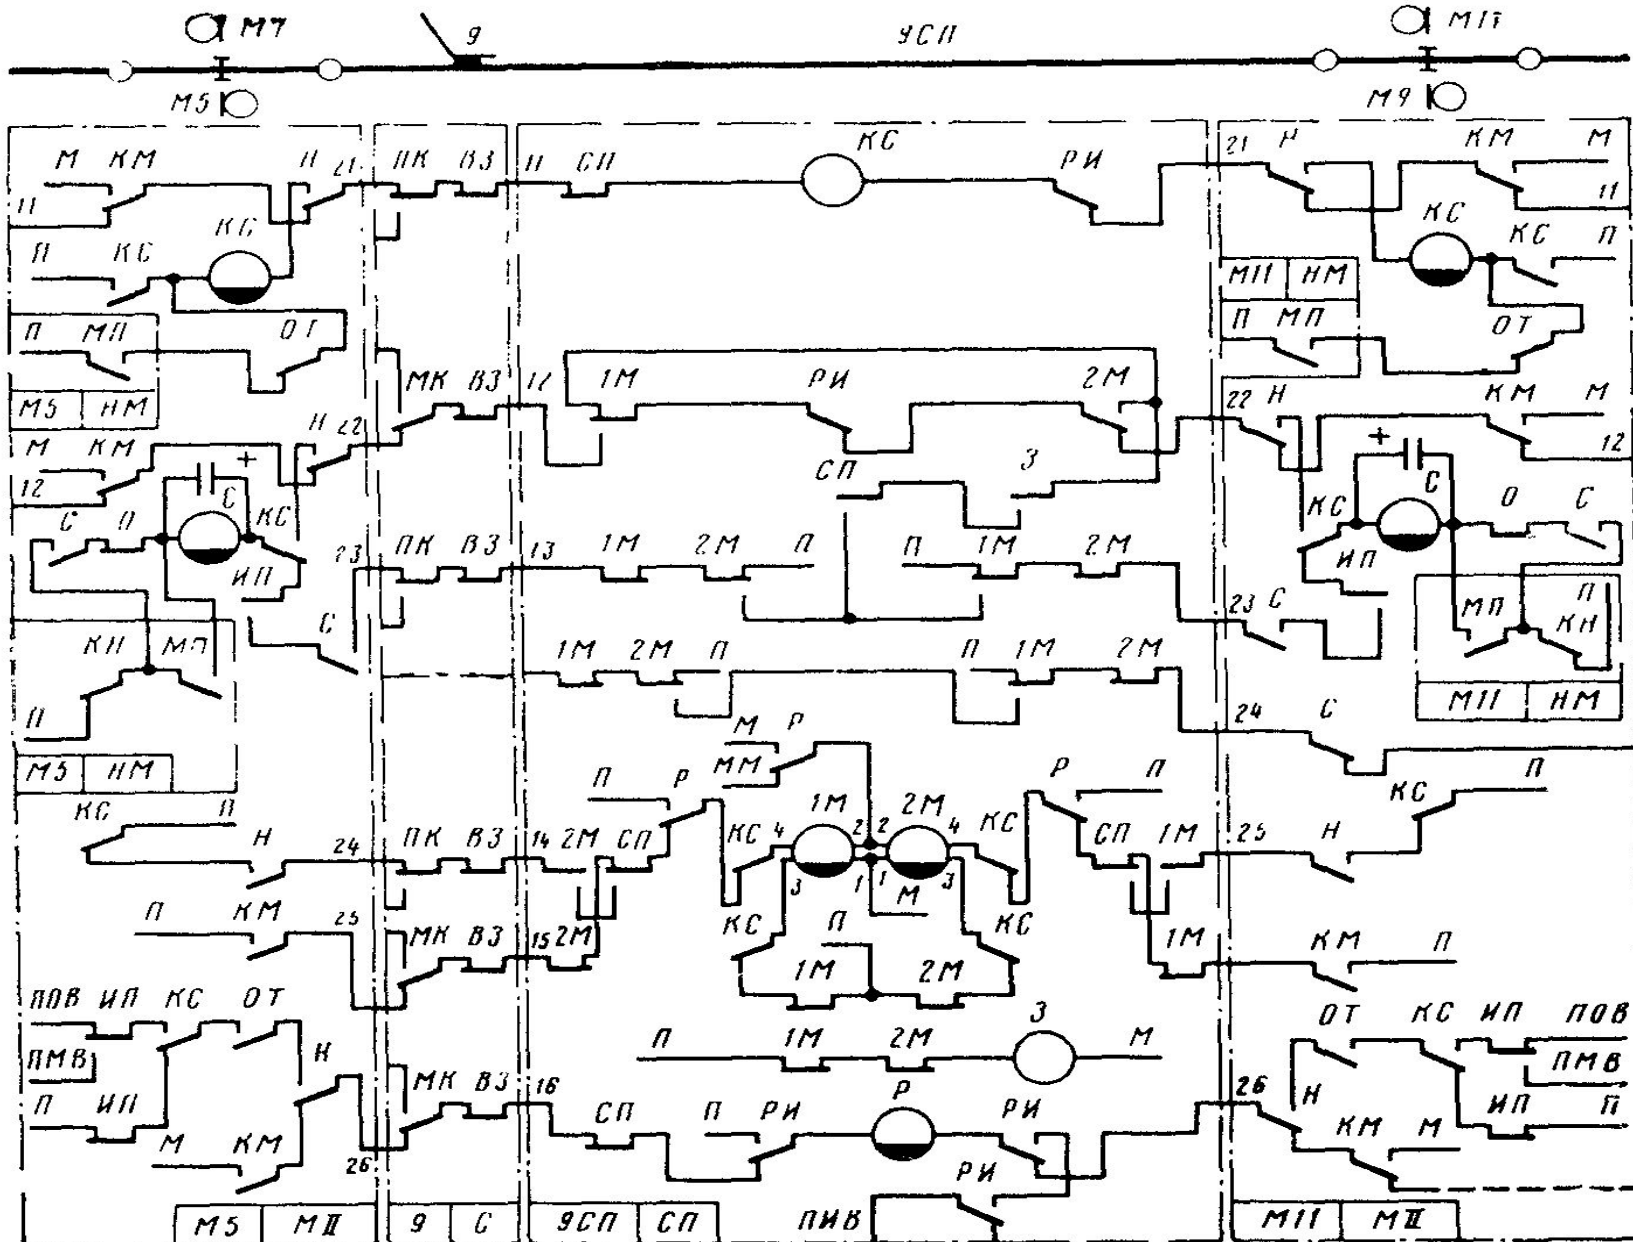 М7 9 УСП М17
М5 М9
М КМ Н 21 ПК ВЗ 11 СП КС РИ 21 Н КМ М
11 КС КС 11
П КС КС П
М11 НМ
П МП ОТ П МП ОТ
М5 НМ МК ВЗ 12 1М РИ 2М 22 Н КМ М
М КМ Н 22 + 12
12 + С КС СП З С
С П КС О С
ИП 23 ПК ВЗ 13 1М 2М П П 1М 2М ИП
С 23 С МП П
КН МП 1М 2М П П 1М 2М КН
П 24 С М11 НМ
М5 НМ М Р
ММ
КС П П Р 1М 2М Р П КС П
Н 24 ПК ВЗ 14 2М СП КС 4 2 2 4 КС СП 1М 25 Н
3 1 1 3
М
П КМ 25 МК ВЗ 15 2М КС П КС 1М КМ П
1М 2М
ПОВ ИП КС ОТ З ОТ КС ИП ПОВ
ПМВ Н П 1М 2М М ПМВ
П ИП МК ВЗ 16 СП П РИ Р РИ 26 Н ИП П
М КМ 26 РИ КМ М
М5 МII 9 С 9СП СП ПИВ М11 МII